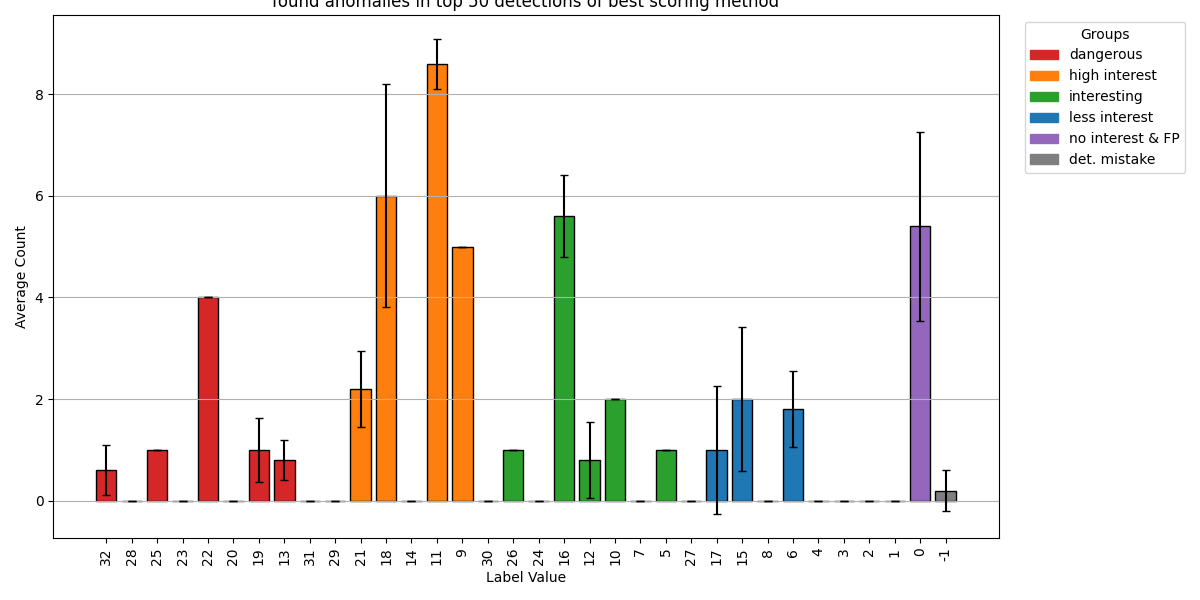 found anomalies in top 50 detections of best scoring method
Groups
dangerous
high interest
interesting
less interest
no interest & FP
det. mistake
Average Count
8
6
4
2
0
32 28 25 23 22 20 19 13 31 29 21 18 14 11 9 30 26 24 16 12 10 7 5 27 17 15 8 6 4 3 2 1 0 -1
Label Value